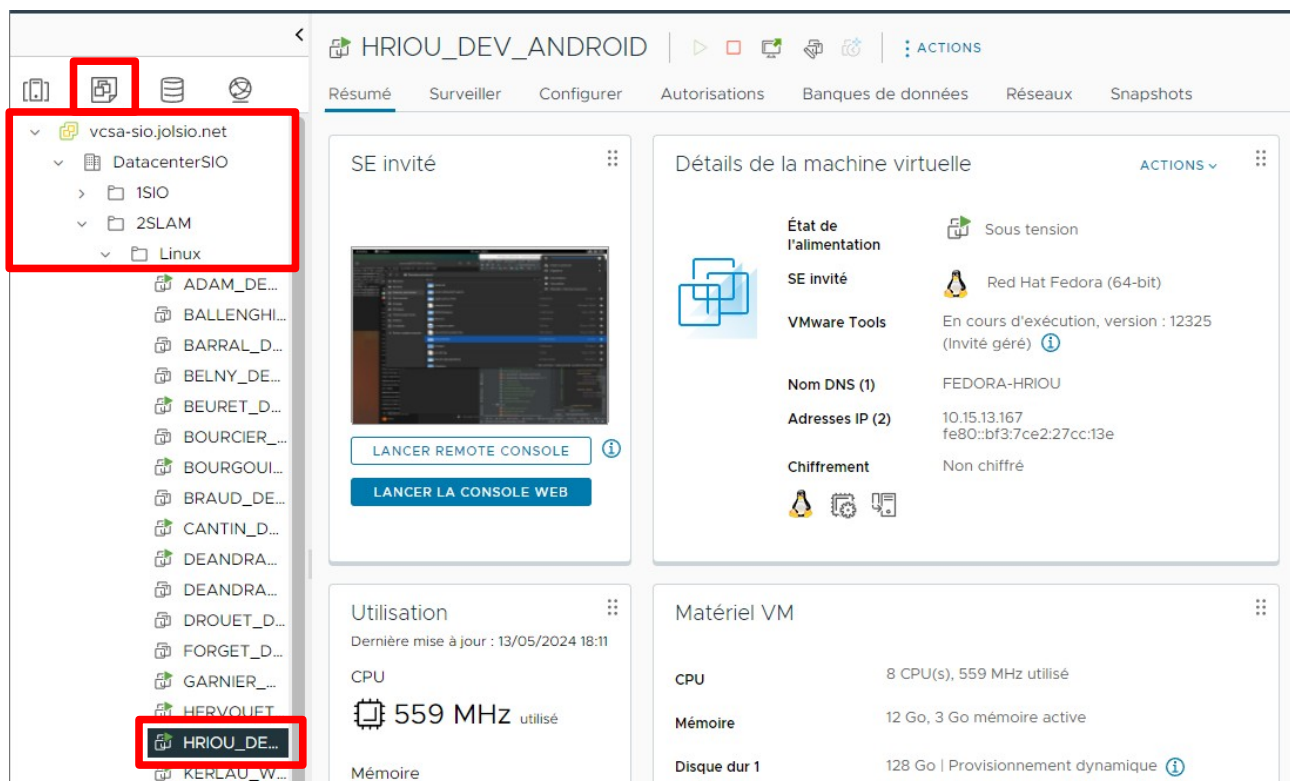 vcsa-sio.jolsio.net
DatacenterSIO
1SIO
2SLAM
Linux
ADAM_DE...
BALLENGHI...
BARRAL_D...
BELNY_DE...
BEURET_D...
BOURCIER_...
BOURGOUI...
BRAUD_DE...
CANTIN_D...
DEANDRA...
DEANDRA...
DROUET_D...
FORGET_D...
GARNIER_...
HERVOUET
HRIOU_DE...
KERLAU_W...
HRIOU_DEV_ANDROID
ACTIONS
Résumé Surveiller Configurer Autorisations Banques de données Réseaux Snapshots
SE invité
LANCER REMOTE CONSOLE
LANCER LA CONSOLE WEB
Détails de la machine virtuelle ACTIONS
État de l'alimentation Sous tension
SE invité Red Hat Fedora (64-bit)
VMware Tools En cours d'exécution, version : 12325
(Invité géré)
Nom DNS (1) FEDORA-HRIOU
Adresses IP (2) 10.15.13.167
fe80::bf3:7ce2:27cc:13e
Chiffrement Non chiffré
Utilisation
Dernière mise à jour : 13/05/2024 18:11
CPU
559 MHz utilisé
Mémoire
Matériel VM
CPU 8 CPU(s), 559 MHz utilisé
Mémoire 12 Go, 3 Go mémoire active
Disque dur 1 128 Go | Provisionnement dynamique